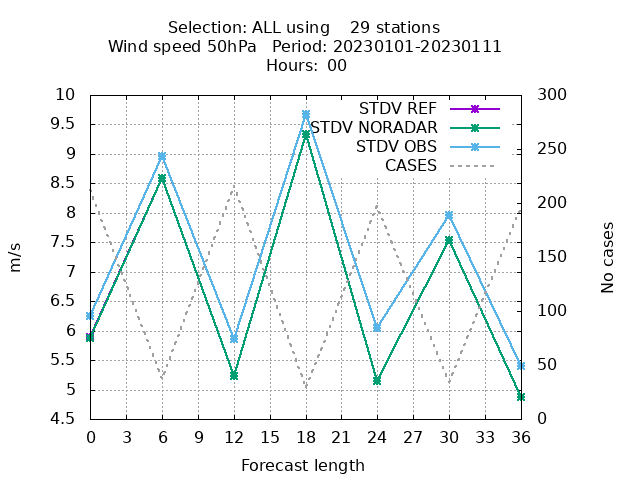 Selection: ALL using    29 stations
Wind speed 50hPa   Period: 20230101-20230111
Hours: 00
STDV REF
STDV NORADAR
STDV OBS
CASES
10
9.5
9
8.5
8
7.5
7
6.5
6
5.5
5
4.5
m/s
300
250
200
150
100
50
0
No cases
0 3 6 9 12 15 18 21 24 27 30 33 36
Forecast length